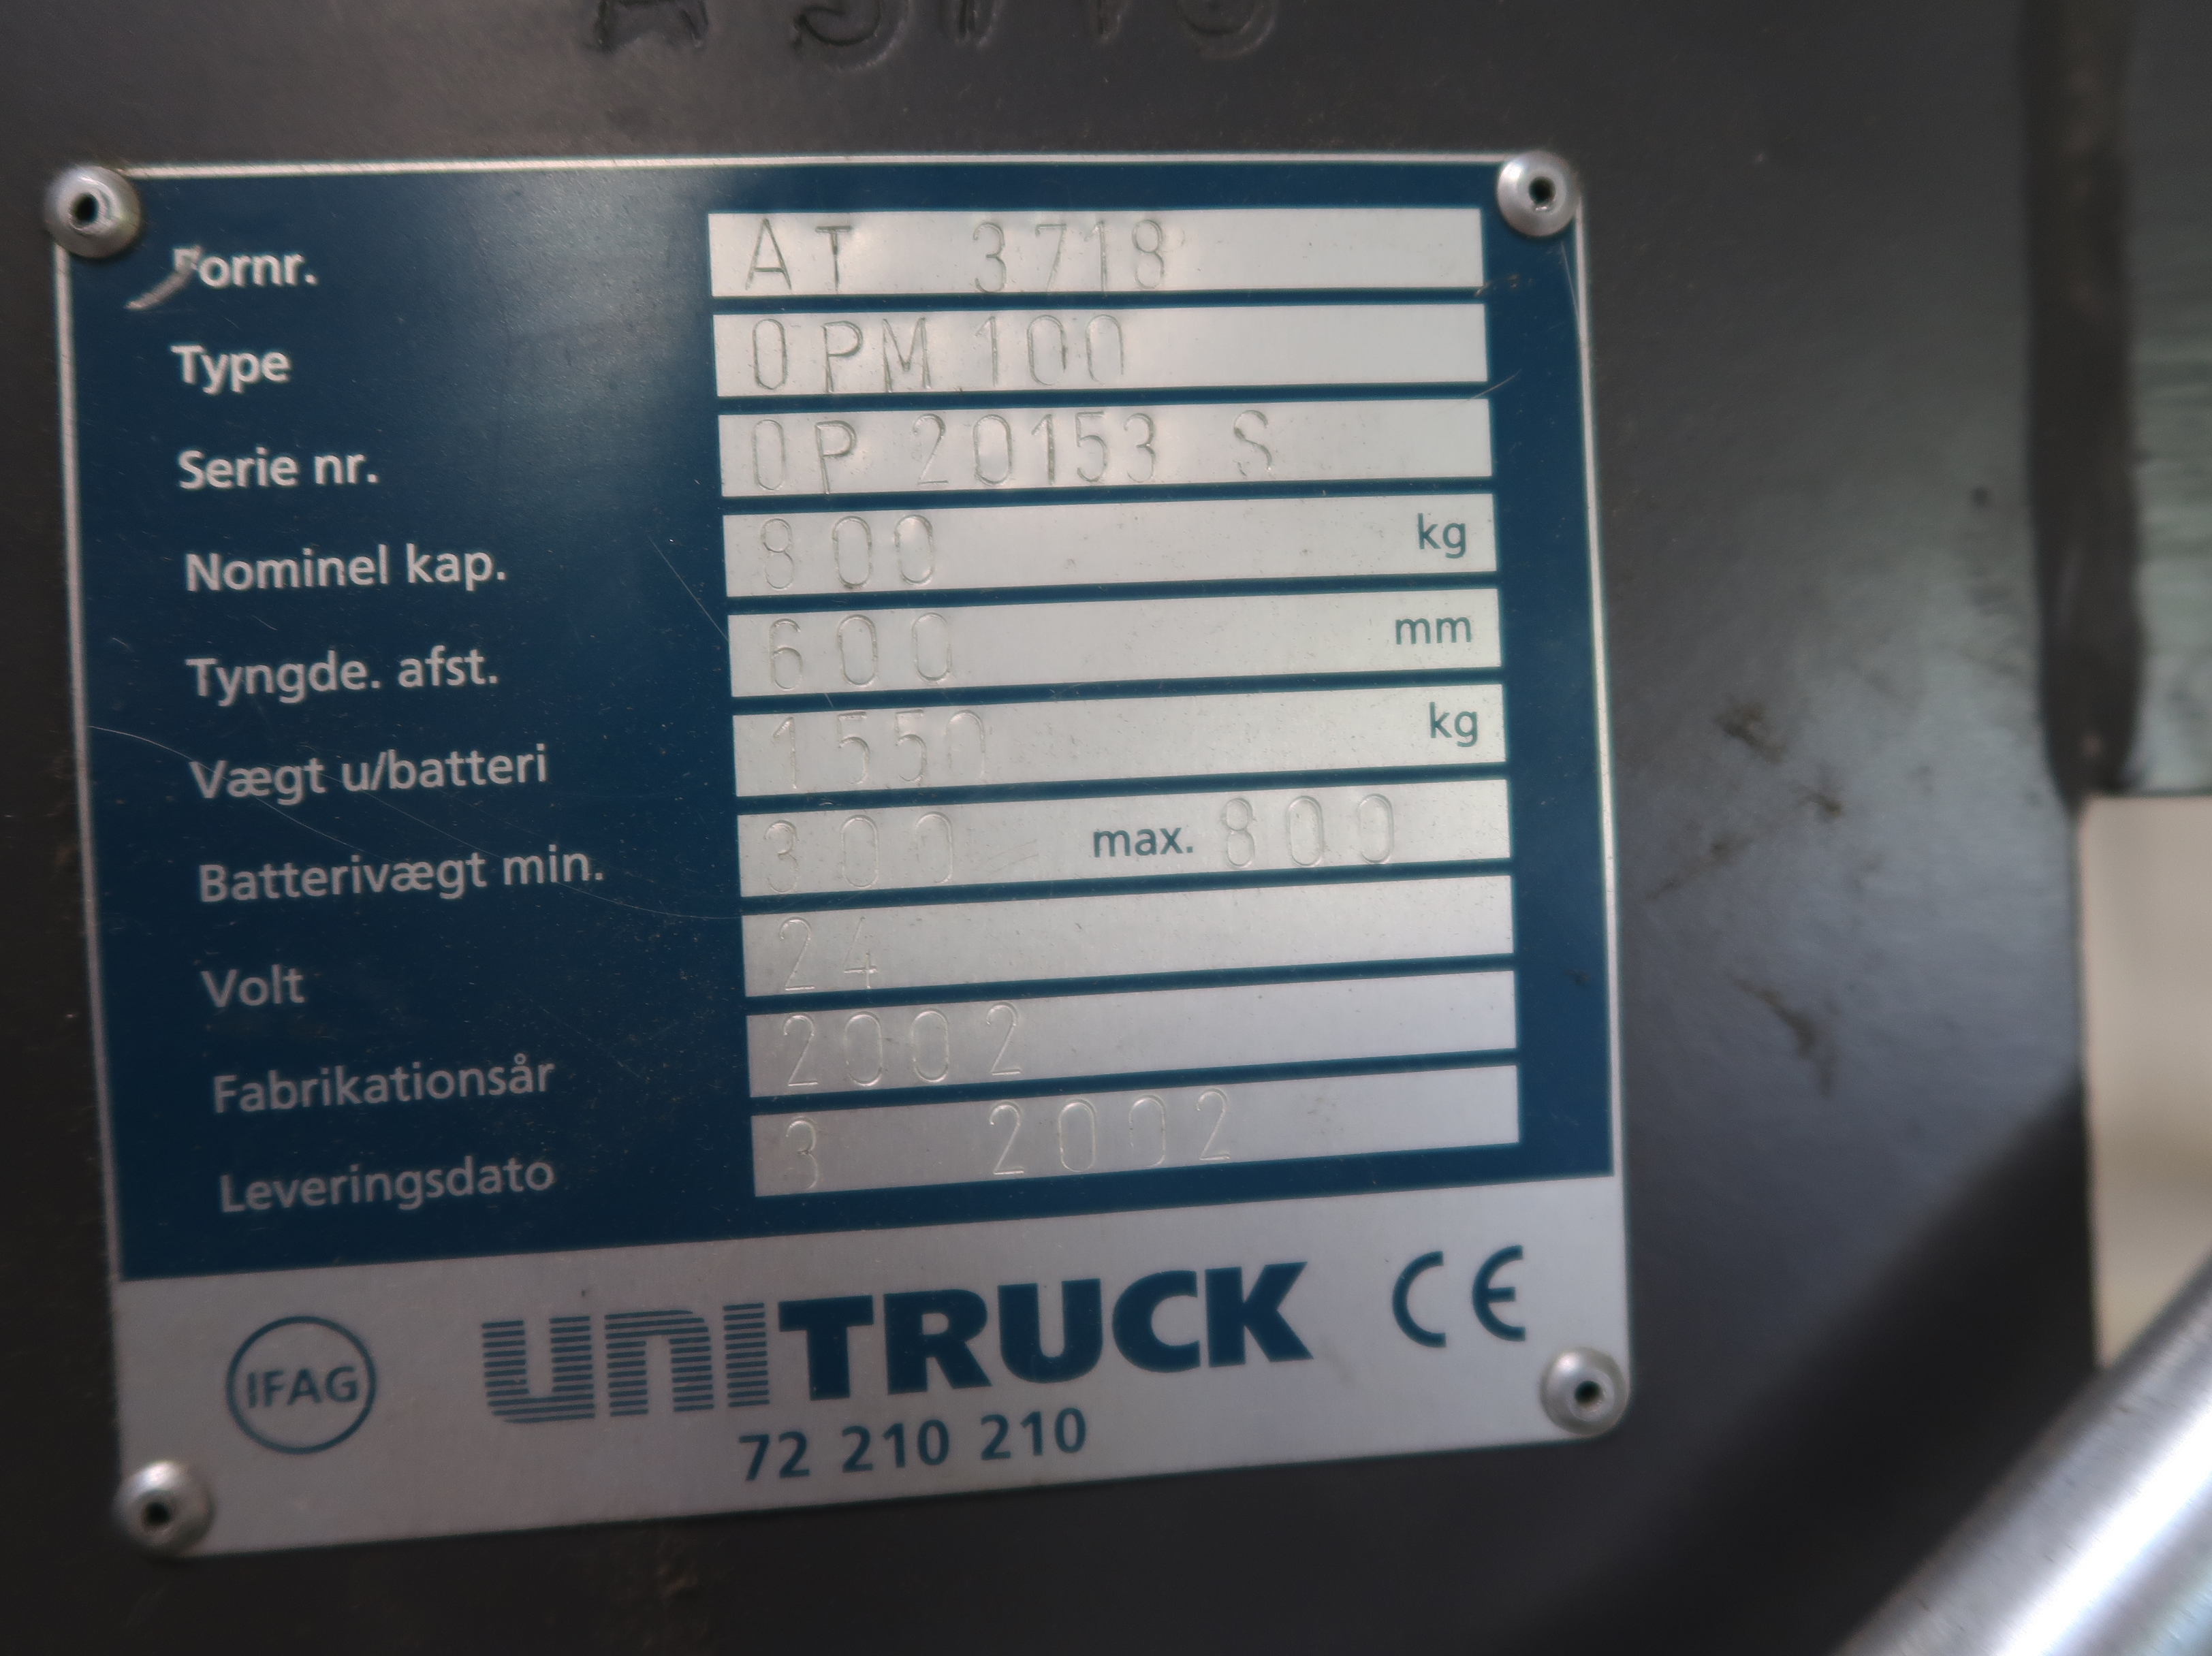 Fornr. AT 3718
Type OPM 100
Serie nr. OP 20153 S
Nominel kap. 800 kg
Tyngde. afst. 600 mm
Vægt u/batteri 1550 kg
Batterivægt min. 300 max. 800
Volt 24
Fabrikationsår 2002
Leveringsdato 3 2002
IFAG UNITRUCK CE
72 210 210